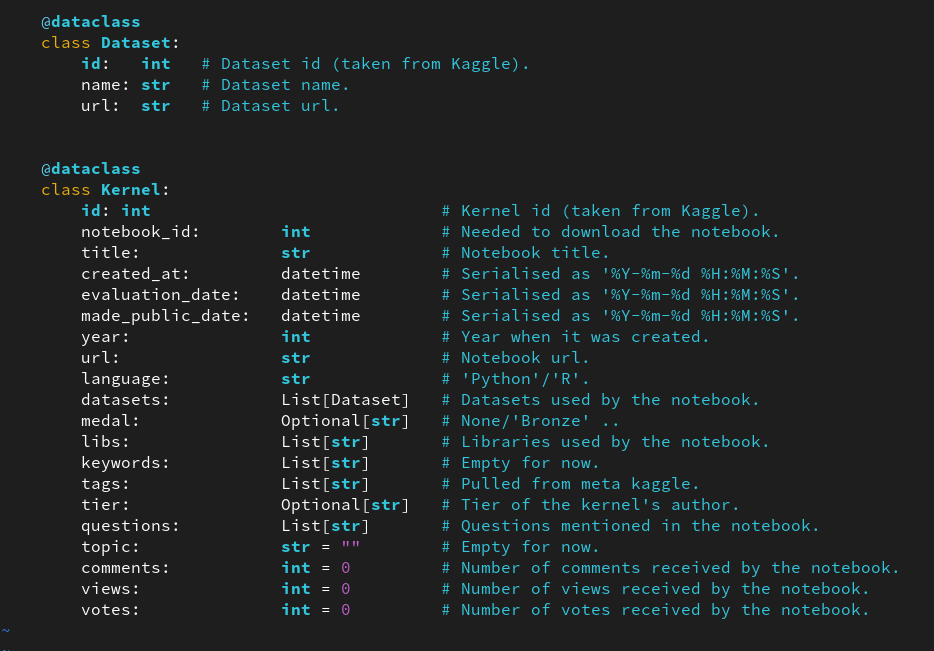 @dataclass
class Dataset:
    id:   int   # Dataset id (taken from Kaggle).
    name: str   # Dataset name.
    url:  str   # Dataset url.
@dataclass
class Kernel:
    id: int                             # Kernel id (taken from Kaggle).
    notebook_id:        int             # Needed to download the notebook.
    title:              str             # Notebook title.
    created_at:         datetime        # Serialised as '%Y-%m-%d %H:%M:%S'.
    evaluation_date:    datetime        # Serialised as '%Y-%m-%d %H:%M:%S'.
    made_public_date:   datetime        # Serialised as '%Y-%m-%d %H:%M:%S'.
    year:               int             # Year when it was created.
    url:                str             # Notebook url.
    language:           str             # 'Python'/'R'.
    datasets:           List[Dataset]   # Datasets used by the notebook.
    medal:              Optional[str]   # None/'Bronze' ..
    libs:               List[str]       # Libraries used by the notebook.
    keywords:           List[str]       # Empty for now.
    tags:               List[str]       # Pulled from meta kaggle.
    tier:               Optional[str]   # Tier of the kernel's author.
    questions:          List[str]       # Questions mentioned in the notebook.
    topic:              str = ""        # Empty for now.
    comments:           int = 0         # Number of comments received by the notebook.
    views:              int = 0         # Number of views received by the notebook.
    votes:              int = 0         # Number of votes received by the notebook.
~